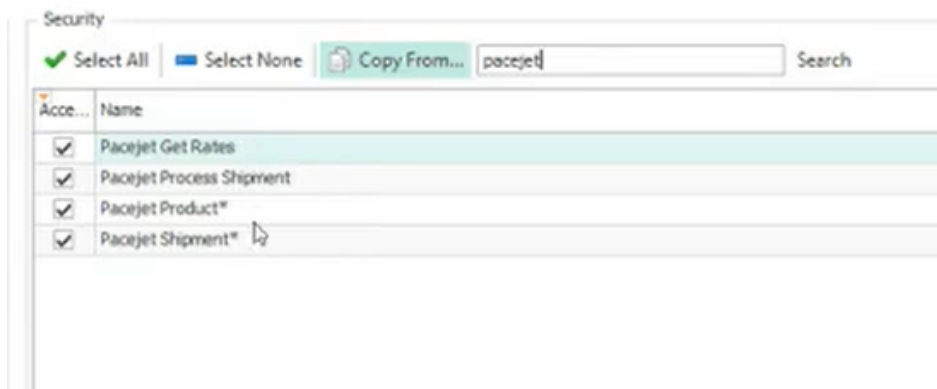 Security
Select All Select None Copy From... pacejet Search
Acce... Name
Pacejet Get Rates
Pacejet Process Shipment
Pacejet Product*
Pacejet Shipment*